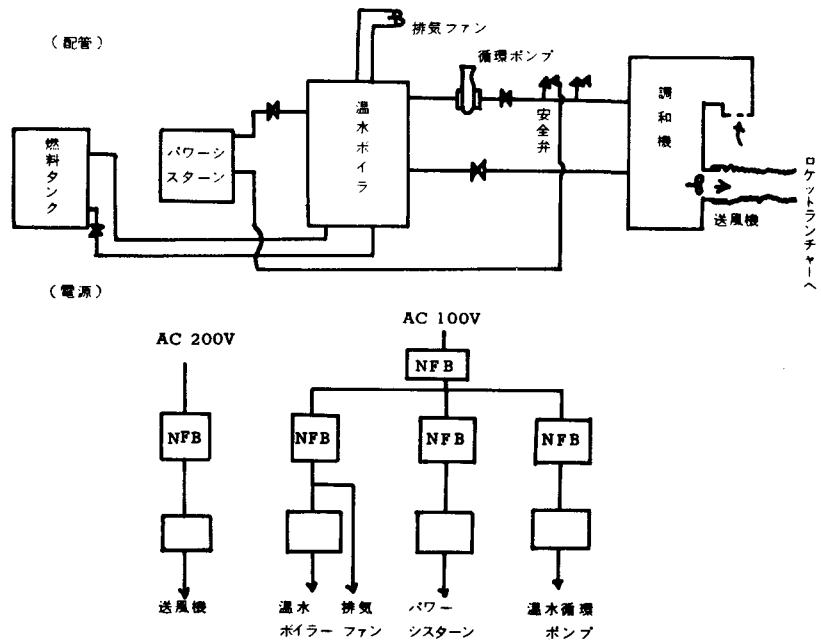 (配管)
排気ファン
循環ポンプ
燃料タンク
パワーシ
スターン
温水ボイラ
安全弁
調和機
送風機
ロケットランチャーへ
(電源)
AC 200V
AC 100V
NFB
NFB
NFB
NFB
NFB
送風機
温水
ボイラー
排気
ファン
パワー
シスターン
温水循環
ポンプ